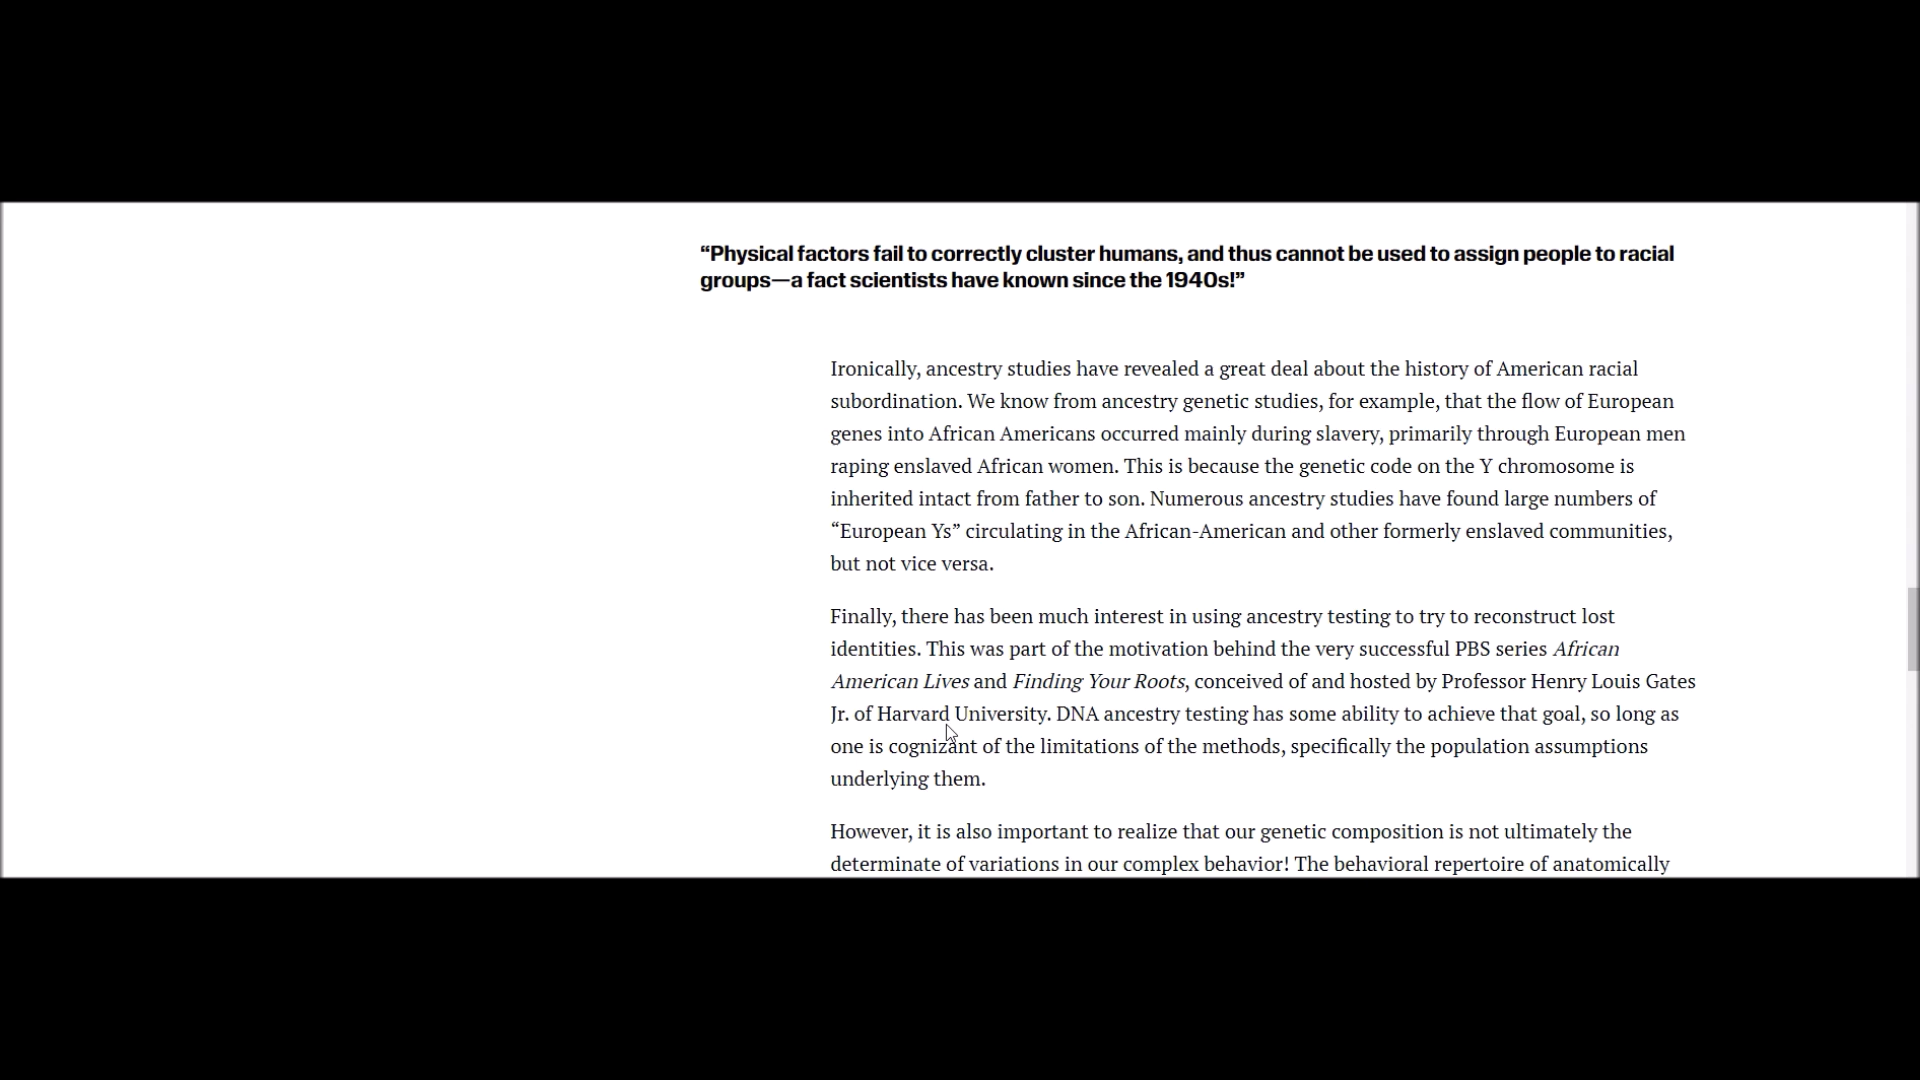 “Physical factors fail to correctly cluster humans, and thus cannot be used to assign people to racial
groups—a fact scientists have known since the 1940s!”
Ironically, ancestry studies have revealed a great deal about the history of American racial
subordination. We know from ancestry genetic studies, for example, that the flow of European
genes into African Americans occurred mainly during slavery, primarily through European men
raping enslaved African women. This is because the genetic code on the Y chromosome is
inherited intact from father to son. Numerous ancestry studies have found large numbers of
“European Ys” circulating in the African-American and other formerly enslaved communities,
but not vice versa.
Finally, there has been much interest in using ancestry testing to try to reconstruct lost
identities. This was part of the motivation behind the very successful PBS series African
American Lives and Finding Your Roots, conceived of and hosted by Professor Henry Louis Gates
Jr. of Harvard University. DNA ancestry testing has some ability to achieve that goal, so long as
one is cognizant of the limitations of the methods, specifically the population assumptions
underlying them.
However, it is also important to realize that our genetic composition is not ultimately the
determinate of variations in our complex behavior! The behavioral repertoire of anatomically